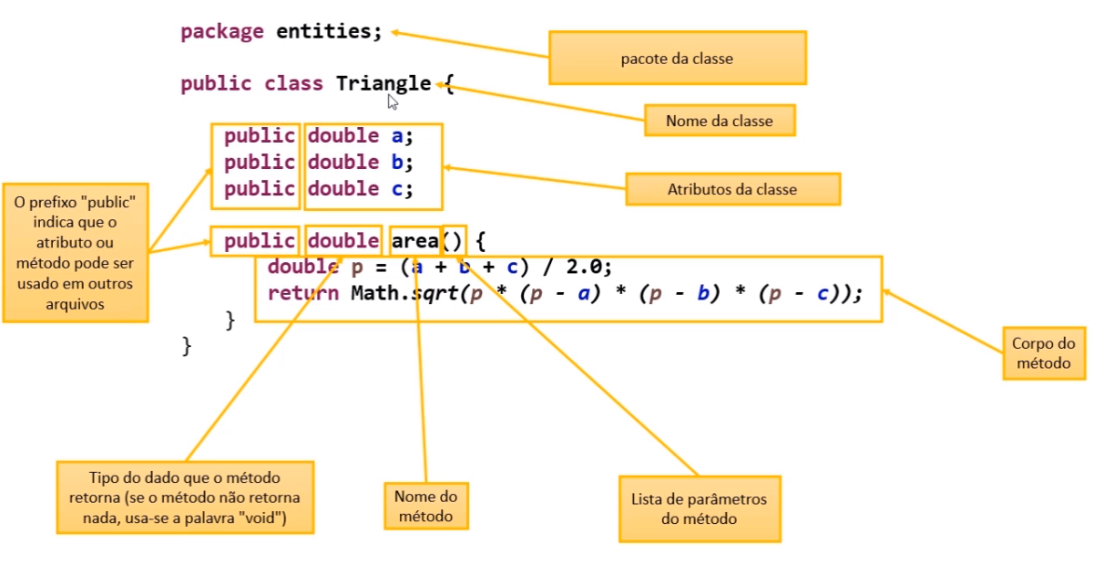 package entities;
pacote da classe
public class Triangle {
Nome da classe
public double a;
public double b;
public double c;
Atributos da classe
O prefixo "public"
indica que o
atributo ou
método pode ser
usado em outros
arquivos
public double area() {
double p = (a + b + c) / 2.0;
return Math.sqrt(p * (p - a) * (p - b) * (p - c));
}
}
Corpo do
método
Tipo do dado que o método
retorna (se o método não retorna
nada, usa-se a palavra "void")
Nome do
método
Lista de parâmetros
do método